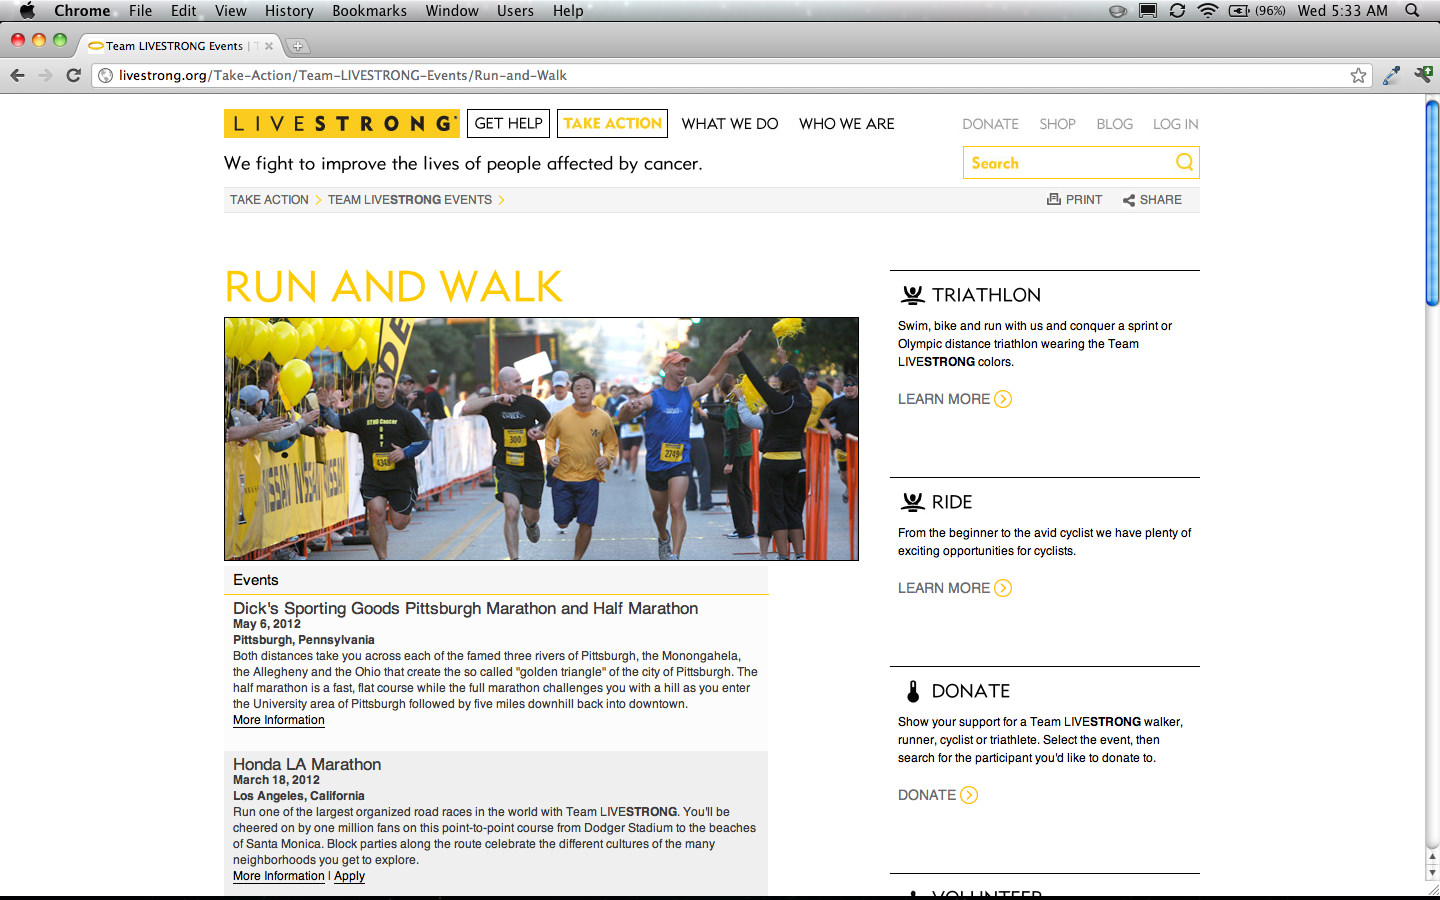 Chrome File Edit View History Bookmarks Window Users Help (96%) Wed 5:33 AM
Team LIVESTRONG Events | T
livestrong.org/Take-Action/Team-LIVESTRONG-Events/Run-and-Walk
LIVESTRONG GET HELP TAKE ACTION WHAT WE DO WHO WE ARE DONATE SHOP BLOG LOG IN
We fight to improve the lives of people affected by cancer.
Search
TAKE ACTION TEAM LIVESTRONG EVENTS PRINT SHARE
RUN AND WALK
300
4349
2749
NISSAN NISSAN
Events
Dick's Sporting Goods Pittsburgh Marathon and Half Marathon
May 6, 2012
Pittsburgh, Pennsylvania
Both distances take you across each of the famed three rivers of Pittsburgh, the Monongahela,
the Allegheny and the Ohio that create the so called "golden triangle" of the city of Pittsburgh. The
half marathon is a fast, flat course while the full marathon challenges you with a hill as you enter
the University area of Pittsburgh followed by five miles downhill back into downtown.
More Information
Honda LA Marathon
March 18, 2012
Los Angeles, California
Run one of the largest organized road races in the world with Team LIVESTRONG. You'll be
cheered on by one million fans on this point-to-point course from Dodger Stadium to the beaches
of Santa Monica. Block parties along the route celebrate the different cultures of the many
neighborhoods you get to explore.
More Information | Apply
TRIATHLON
Swim, bike and run with us and conquer a sprint or
Olympic distance triathlon wearing the Team
LIVESTRONG colors.
LEARN MORE
RIDE
From the beginner to the avid cyclist we have plenty of
exciting opportunities for cyclists.
LEARN MORE
DONATE
Show your support for a Team LIVESTRONG walker,
runner, cyclist or triathlete. Select the event, then
search for the participant you'd like to donate to.
DONATE
VOLUNTEER